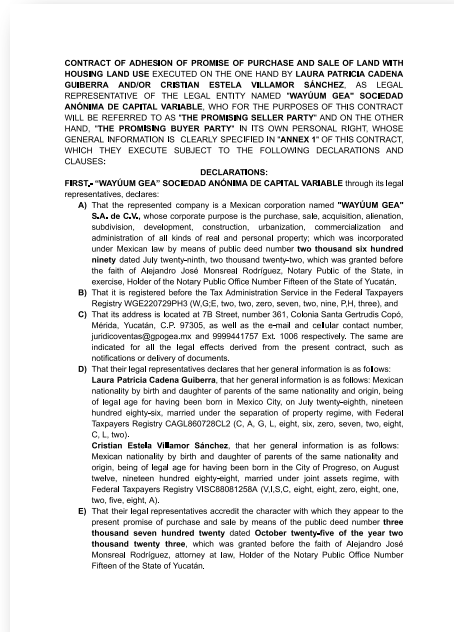 CONTRACT OF ADHESION OF PROMISE OF PURCHASE AND SALE OF LAND WITH
HOUSING LAND USE EXECUTED ON THE ONE HAND BY LAURA PATRICIA CADENA
GUIBERRA AND/OR CRISTIAN ESTELA VILLAMOR SÁNCHEZ, AS LEGAL
REPRESENTATIVE OF THE LEGAL ENTITY NAMED "WAYÚUM GEA" SOCIEDAD
ANÓNIMA DE CAPITAL VARIABLE, WHO FOR THE PURPOSES OF THIS CONTRACT
WILL BE REFERRED TO AS "THE PROMISING SELLER PARTY" AND ON THE OTHER
HAND, "THE PROMISING BUYER PARTY" IN ITS OWN PERSONAL RIGHT, WHOSE
GENERAL INFORMATION IS CLEARLY SPECIFIED IN "ANNEX 1" OF THIS CONTRACT,
WHICH THEY EXECUTE SUBJECT TO THE FOLLOWING DECLARATIONS AND
CLAUSES:
DECLARATIONS:
FIRST.- "WAYÚUM GEA" SOCIEDAD ANÓNIMA DE CAPITAL VARIABLE through its legal
representatives, declares:
A) That the represented company is a Mexican corporation named "WAYÚUM GEA"
S.A. de C.V., whose corporate purpose is the purchase, sale, acquisition, alienation,
subdivision, development, construction, urbanization, commercialization and
administration of all kinds of real and personal property; which was incorporated
under Mexican law by means of public deed number two thousand six hundred
ninety dated July twenty-ninth, two thousand twenty-two, which was granted before
the faith of Alejandro José Monsreal Rodríguez, Notary Public of the State, in
exercise, Holder of the Notary Public Office Number Fifteen of the State of Yucatán.
B) That it is registered before the Tax Administration Service in the Federal Taxpayers
Registry WGE220729PH3 (W,G;E, two, two, zero, seven, two, nine, P,H, three), and
C) That its address is located at 7B Street, number 361, Colonia Santa Gertrudis Copó,
Mérida, Yucatán, C.P. 97305, as well as the e-mail and cellular contact number,
juridicoventas@gpogea.mx and 9999441757 Ext. 1006 respectively. The same are
indicated for all the legal effects derived from the present contract, such as
notifications or delivery of documents.
D) That their legal representatives declare that her general information is as follows:
Laura Patricia Cadena Guiberra, that her general information is as follows: Mexican
nationality by birth and daughter of parents of the same nationality and origin, being
of legal age for having been born in Mexico City, on July twenty-eighth, nineteen
hundred eighty-six, married under the separation of property regime, with Federal
Taxpayers Registry CAGL860728CL2 (C, A, G, L, eight, six, zero, seven, two, eight,
C, L, two).
Cristian Estela Villamor Sánchez, that her general information is as follows:
Mexican nationality by birth and daughter of parents of the same nationality and
origin, being of legal age for having been born in the City of Progreso, on August
twelve, nineteen hundred eighty-eight, married under joint assets regime, with
Federal Taxpayers Registry VISC88081258A (V,I,S,C, eight, eight, zero, eight, one,
two, five, eight, A).
E) That their legal representatives accredit the character with which they appear to the
present promise of purchase and sale by means of the public deed number three
thousand seven hundred twenty dated October twenty-five of the year two
thousand twenty three, which was granted before the faith of Alejandro José
Monsreal Rodríguez, attorney at law, Holder of the Notary Public Office Number
Fifteen of the State of Yucatán.